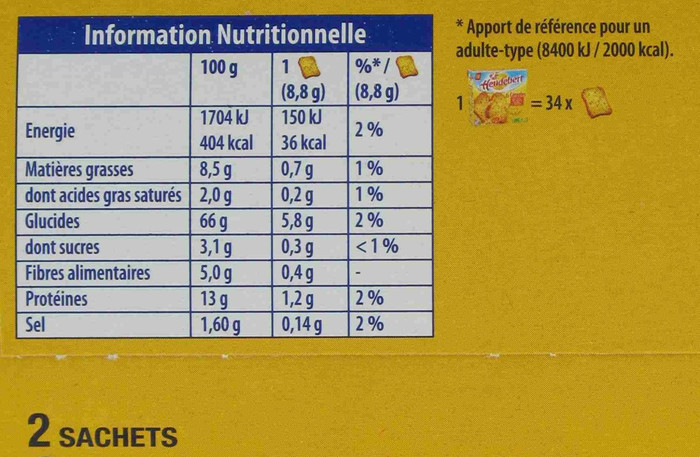 Information Nutritionnelle
100 g 1 %*/
(8,8 g) (8,8 g)
Energie 1704 kJ 150 kJ 2 %
404 kcal 36 kcal
Matières grasses 8,5 g 0,7 g 1 %
dont acides gras saturés 2,0 g 0,2 g 1 %
Glucides 66 g 5,8 g 2 %
dont sucres 3,1 g 0,3 g < 1 %
Fibres alimentaires 5,0 g 0,4 g -
Protéines 13 g 1,2 g 2 %
Sel 1,60 g 0,14 g 2 %
* Apport de référence pour un
adulte-type (8400 kJ / 2000 kcal).
Heudebert
1 = 34 x
2 SACHETS